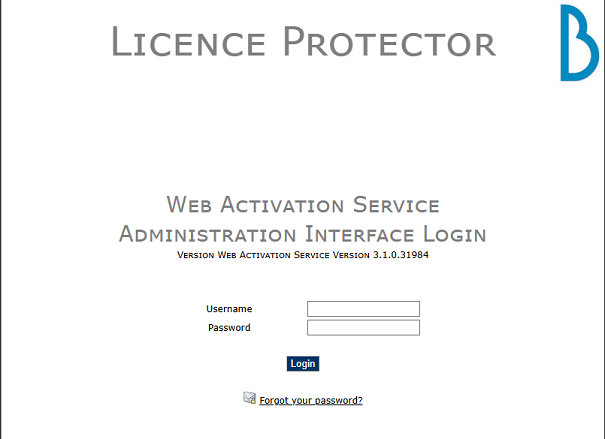 Licence Protector
B
Web Activation Service
Administration Interface Login
Version Web Activation Service Version 3.1.0.31984
Username
Password
Login
Forgot your password?